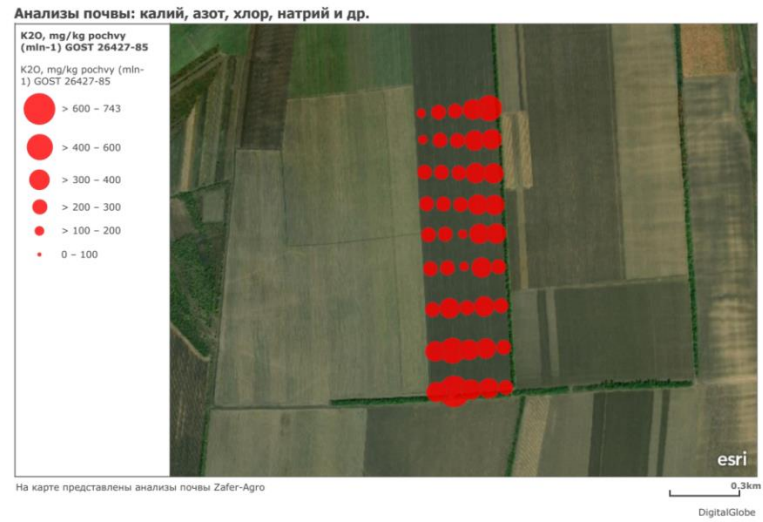 Анализы почвы: калий, азот, хлор, натрий и др.
K2O, mg/kg pochvy
(mln-1) GOST 26427-85
K2O, mg/kg pochvy (mln-
1) GOST 26427-85
> 600 – 743
> 400 – 600
> 300 – 400
> 200 – 300
> 100 – 200
0 – 100
esri
На карте представлены анализы почвы Zafer-Agro
0.3km
DigitalGlobe